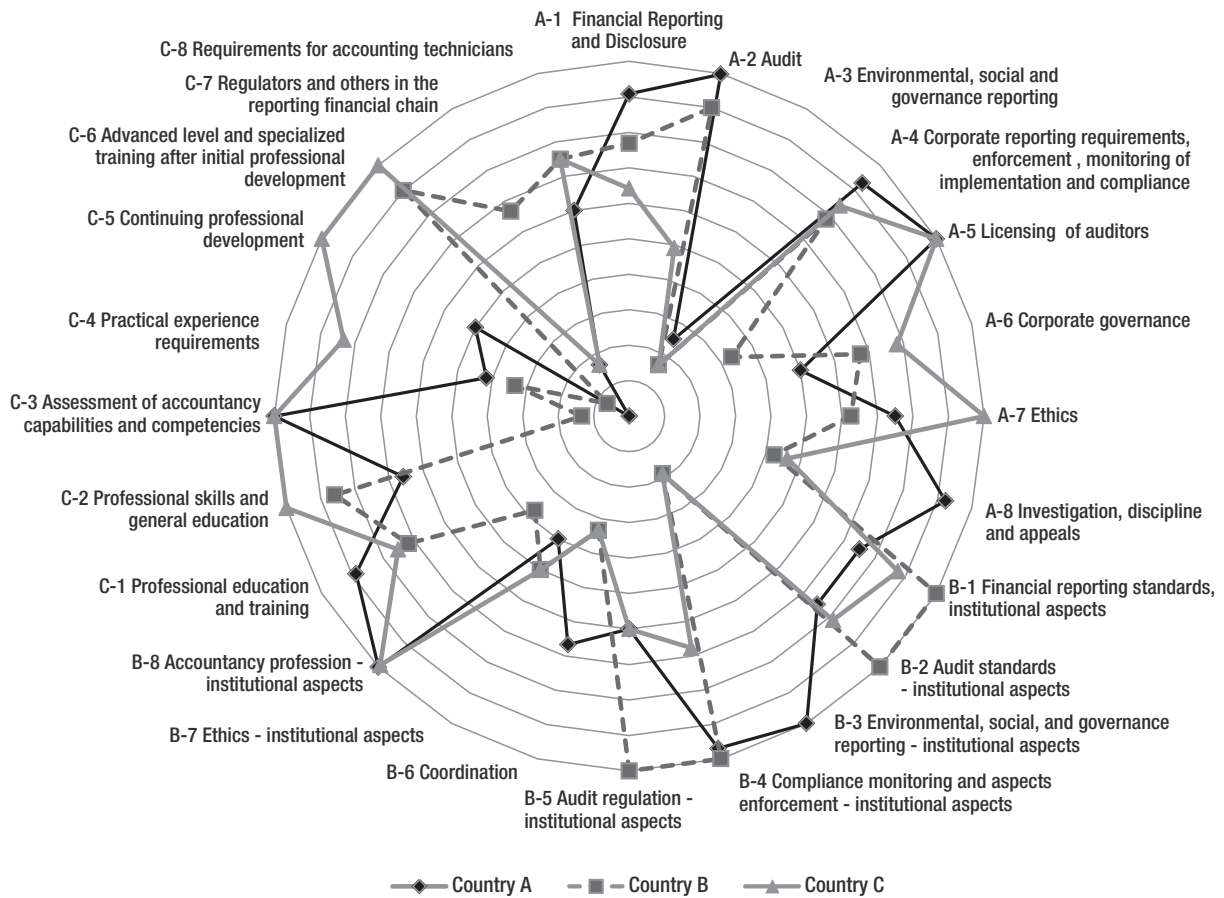 A-1 Financial Reporting
and Disclosure
A-2 Audit
A-3 Environmental, social and
governance reporting
A-4 Corporate reporting requirements,
enforcement , monitoring of
implementation and compliance
A-5 Licensing of auditors
A-6 Corporate governance
A-7 Ethics
A-8 Investigation, discipline
and appeals
B-1 Financial reporting standards,
institutional aspects
B-2 Audit standards
- institutional aspects
B-3 Environmental, social, and governance
reporting - institutional aspects
B-4 Compliance monitoring and aspects
enforcement - institutional aspects
B-5 Audit regulation -
institutional aspects
B-6 Coordination
B-7 Ethics - institutional aspects
B-8 Accountancy profession -
institutional aspects
C-1 Professional education
and training
C-2 Professional skills and
general education
C-3 Assessment of accountancy
capabilities and competencies
C-4 Practical experience
requirements
C-5 Continuing professional
development
C-6 Advanced level and specialized
training after initial professional
development
C-7 Regulators and others in the
reporting financial chain
C-8 Requirements for accounting technicians
Country A
Country B
Country C